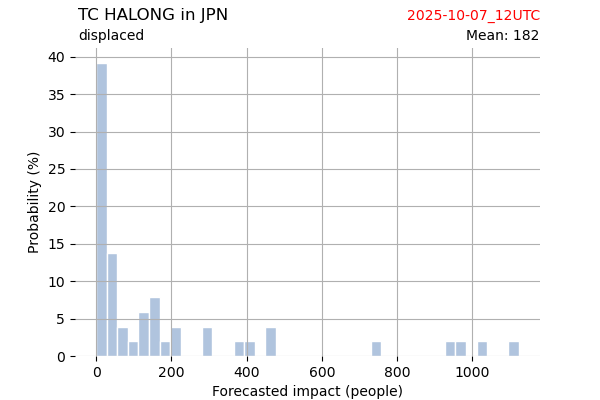 TC HALONG in JPN
2025-10-07_12UTC
displaced
Mean: 182
Probability (%)
40
35
30
25
20
15
10
5
0
0 200 400 600 800 1000
Forecasted impact (people)